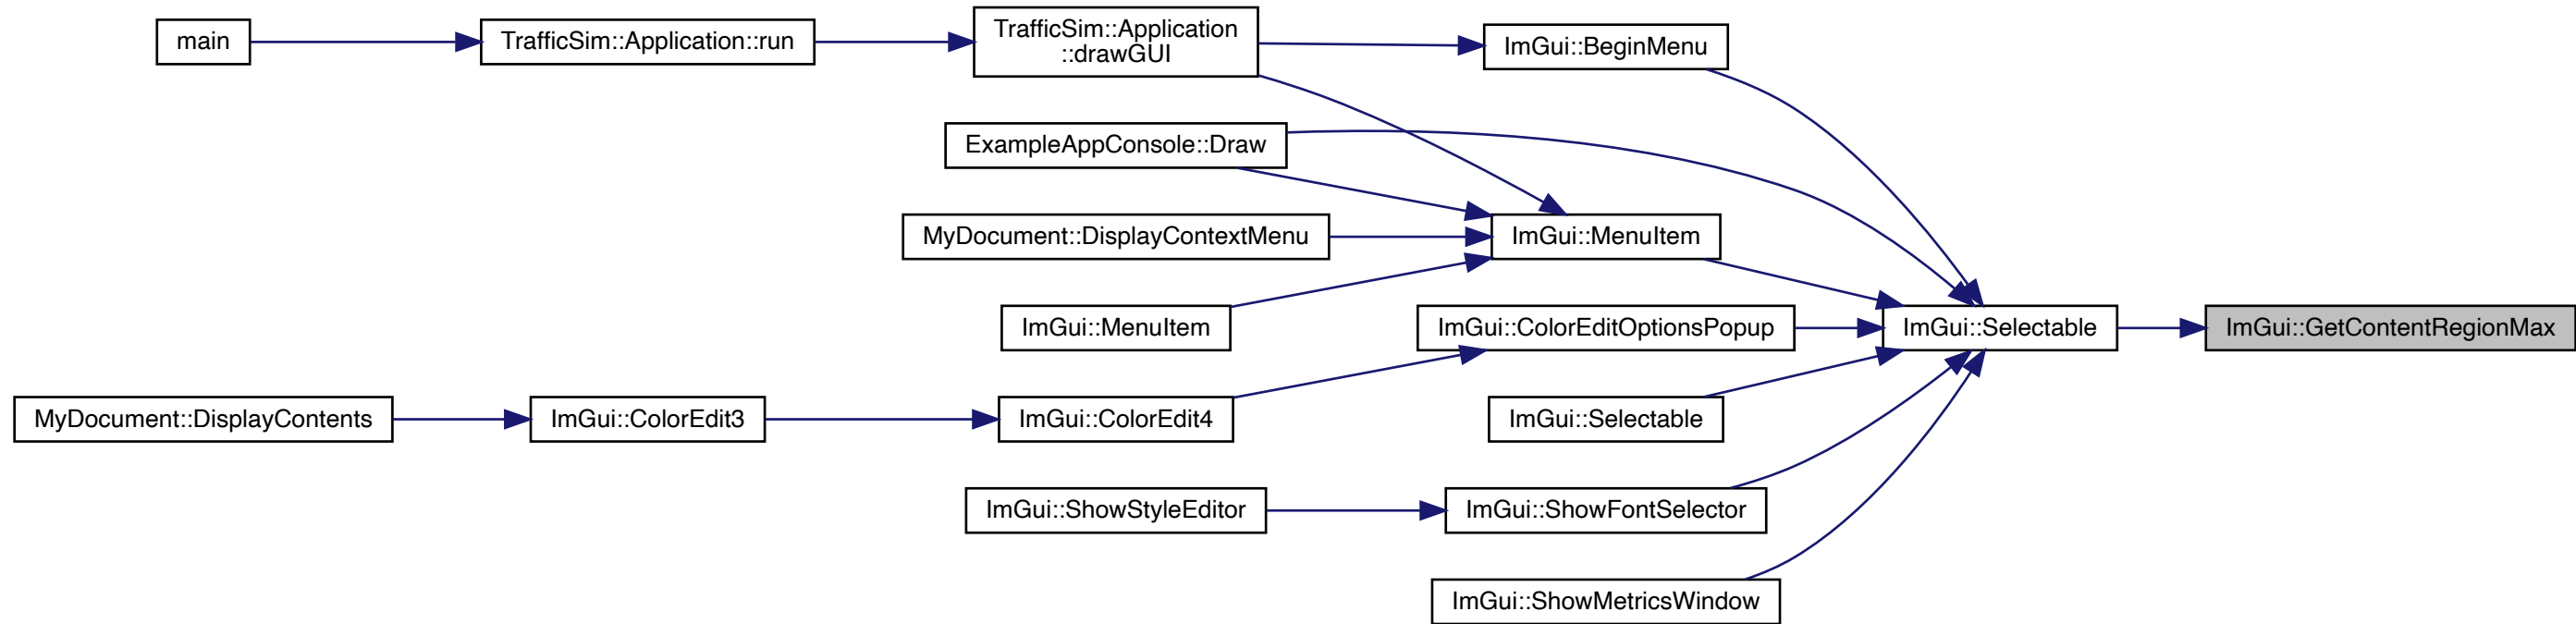 main
TrafficSim::Application::run
TrafficSim::Application
::drawGUI
ImGui::BeginMenu
ExampleAppConsole::Draw
MyDocument::DisplayContextMenu
ImGui::MenuItem
ImGui::MenuItem
ImGui::ColorEditOptionsPopup
ImGui::Selectable
ImGui::GetContentRegionMax
MyDocument::DisplayContents
ImGui::ColorEdit3
ImGui::ColorEdit4
ImGui::Selectable
ImGui::ShowStyleEditor
ImGui::ShowFontSelector
ImGui::ShowMetricsWindow